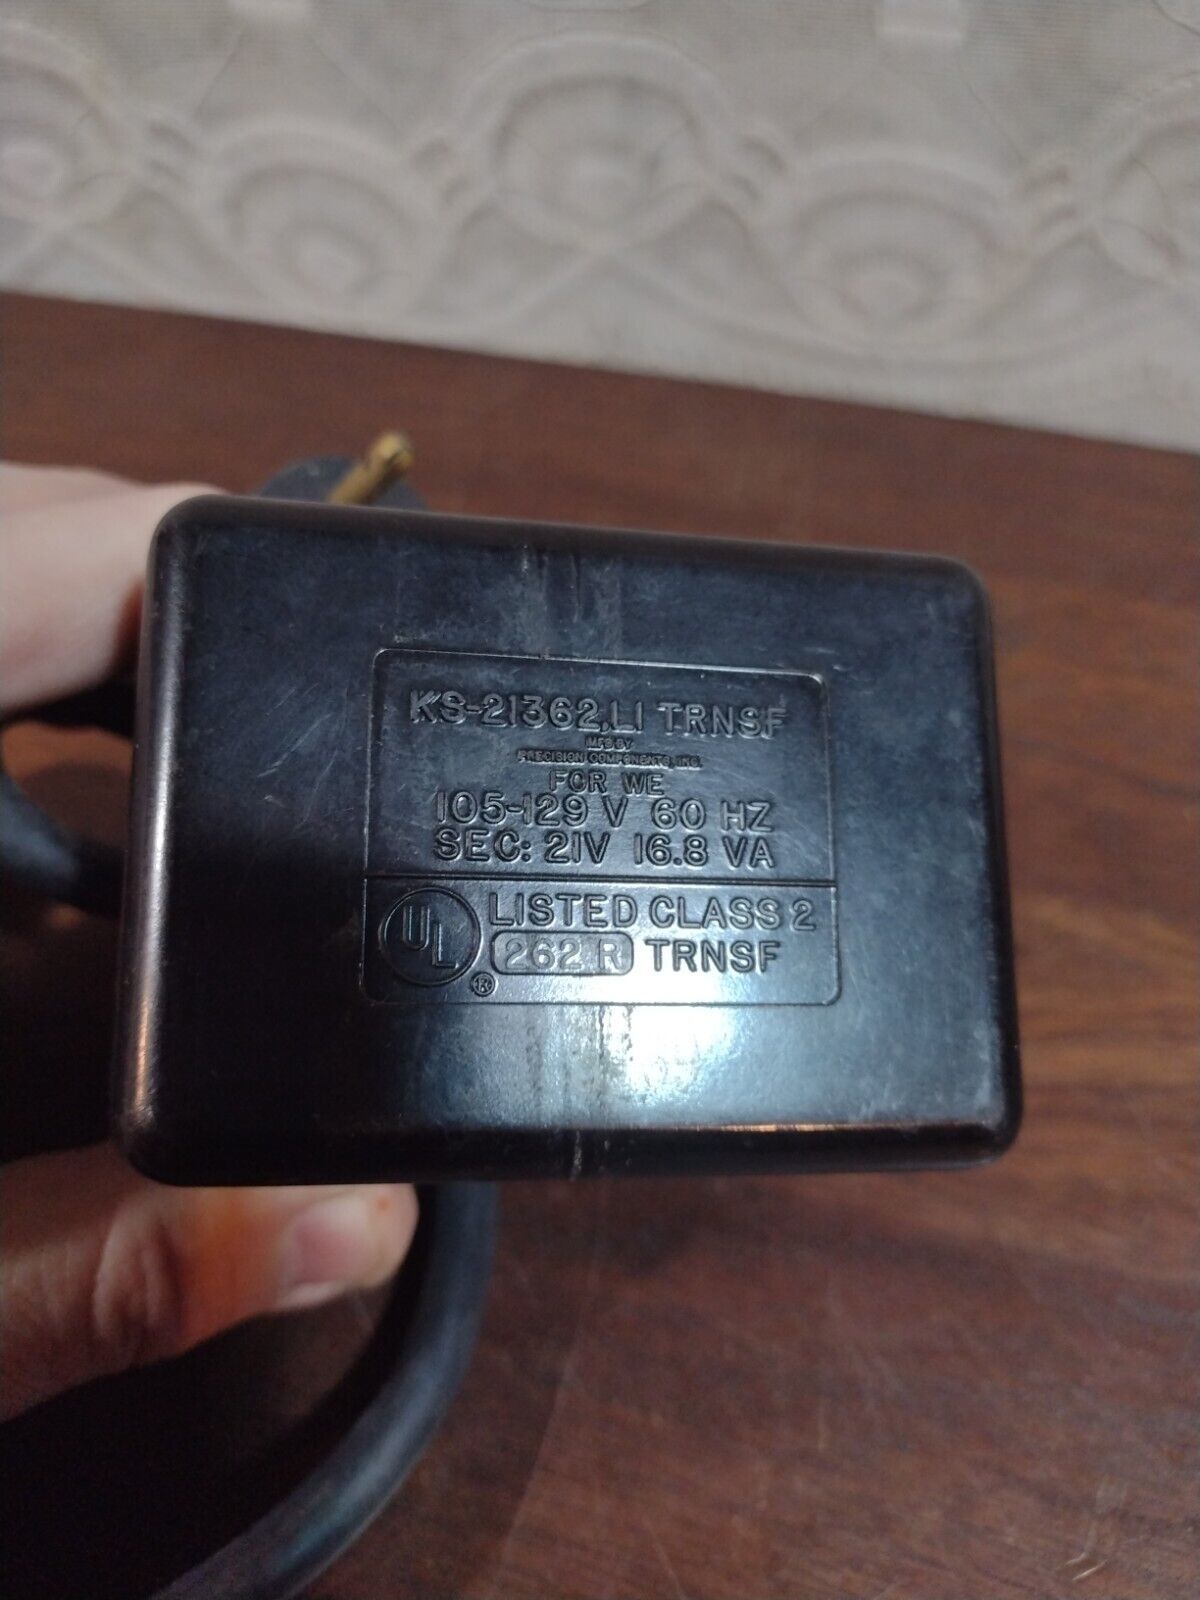 KS-21362,L1 TRNSF
MFG BY
PRECISION COMPONENTS, INC.
FOR WE
105-129 V 60 HZ
SEC: 21V 16.8 VA
UL LISTED CLASS 2
® 262 R TRNSF